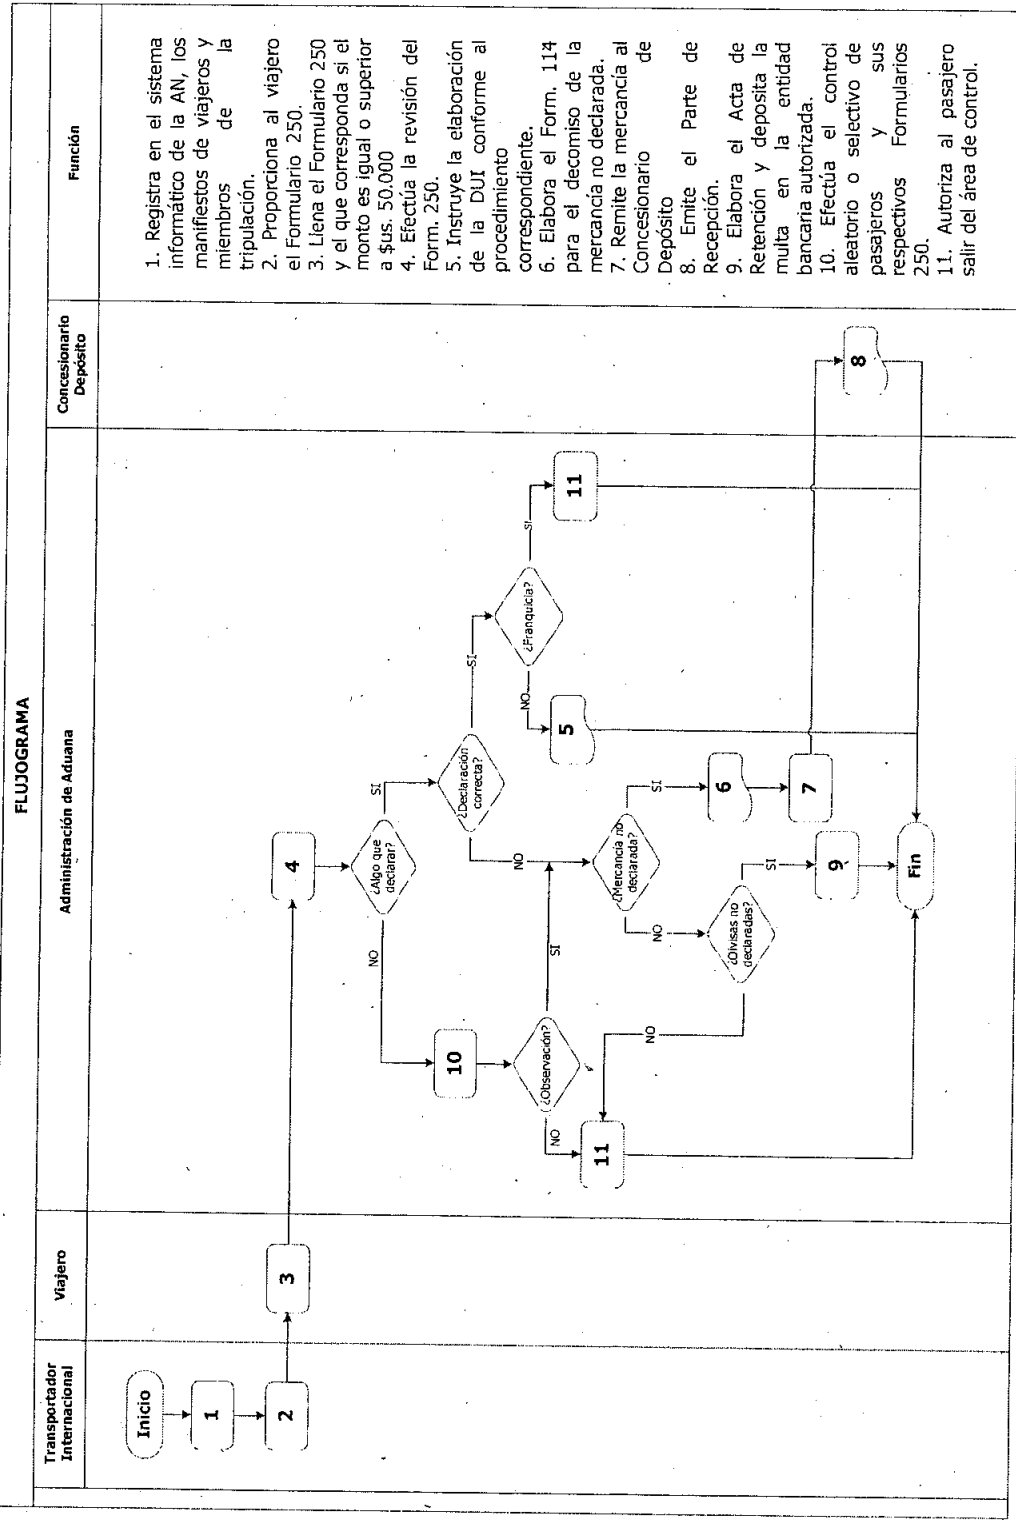 FLUJOGRAMA
Transportador
Internacional
Viajero
Administración de Aduana
Concesionario
Depósito
Función
Inicio
1
2
3
4
¿Algo que
declarar?
NO
SI
10
¿Declaración
correcta?
SI
NO
¿Observación?
NO
SI
¿Franquicia?
NO
SI
11
5
11
¿Mercancía no
declarada?
NO
SI
¿Divisas no
declaradas?
NO
SI
6
7
8
9
Fin
1. Registra en el sistema
informático de la AN, los
manifiestos de viajeros y
miembros de la
tripulación.
2. Proporciona al viajero
el Formulario 250.
3. Llena el Formulario 250
y el que corresponda si el
monto es igual o superior
a $us. 50.000
4. Efectúa la revisión del
Form. 250.
5. Instruye la elaboración
de la DUI conforme al
procedimiento
correspondiente.
6. Elabora el Form. 114
para el decomiso de la
mercancía no declarada.
7. Remite la mercancía al
Concesionario de
Depósito
8. Emite el Parte de
Recepción.
9. Elabora el Acta de
Retención y deposita la
multa en la entidad
bancaria autorizada.
10. Efectúa el control
aleatorio o selectivo de
pasajeros y sus
respectivos Formularios
250.
11. Autoriza al pasajero
salir del área de control.